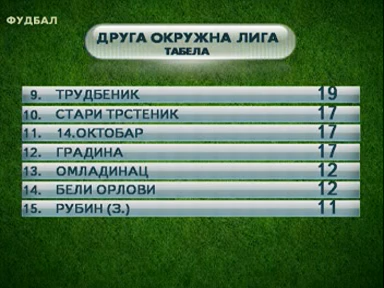 ФУДБАЛ
ДРУГА ОКРУЖНА ЛИГА
ТАБЕЛА
9. ТРУДБЕНИК 19
10. СТАРИ ТРСТЕНИК 17
11. 14.ОКТОБАР 17
12. ГРАДИНА 17
13. ОМЛАДИНАЦ 12
14. БЕЛИ ОРЛОВИ 12
15. РУБИН (З.) 11